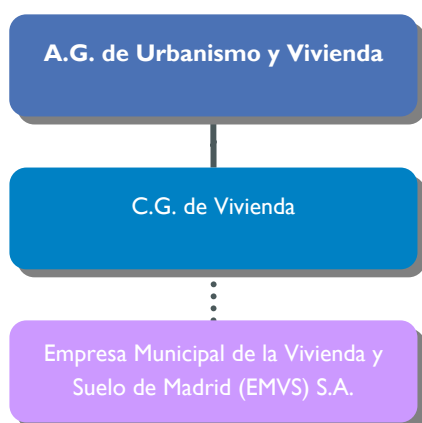 A.G. de Urbanismo y Vivienda
C.G. de Vivienda
Empresa Municipal de la Vivienda y
Suelo de Madrid (EMVS) S.A.